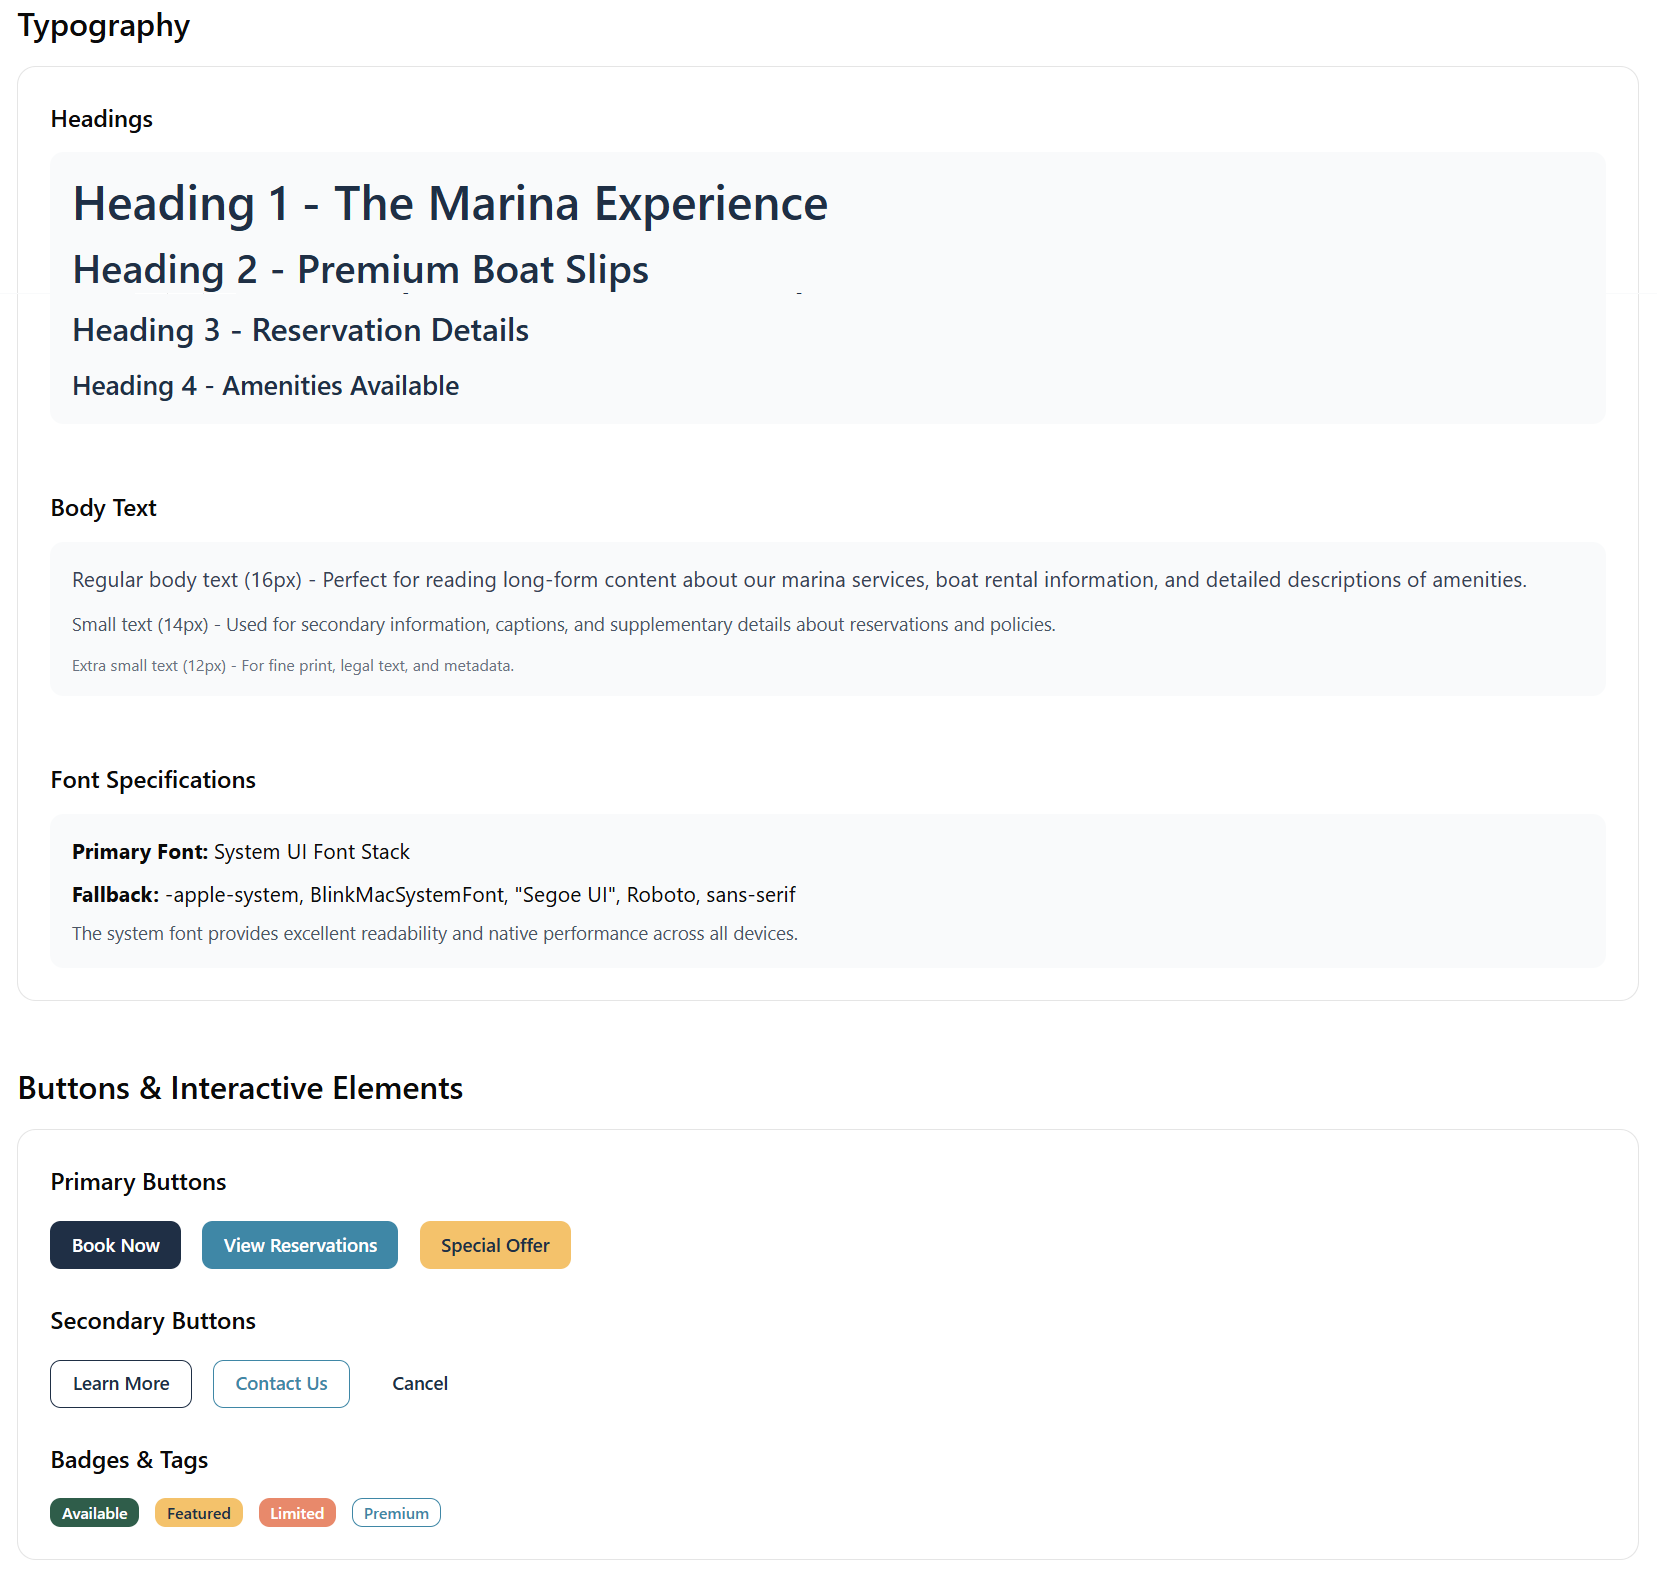 Typography
Headings
Heading 1 - The Marina Experience
Heading 2 - Premium Boat Slips
Heading 3 - Reservation Details
Heading 4 - Amenities Available
Body Text
Regular body text (16px) - Perfect for reading long-form content about our marina services, boat rental information, and detailed descriptions of amenities.
Small text (14px) - Used for secondary information, captions, and supplementary details about reservations and policies.
Extra small text (12px) - For fine print, legal text, and metadata.
Font Specifications
Primary Font: System UI Font Stack
Fallback: -apple-system, BlinkMacSystemFont, "Segoe UI", Roboto, sans-serif
The system font provides excellent readability and native performance across all devices.
Buttons & Interactive Elements
Primary Buttons
Book Now View Reservations Special Offer
Secondary Buttons
Learn More Contact Us Cancel
Badges & Tags
Available Featured Limited Premium